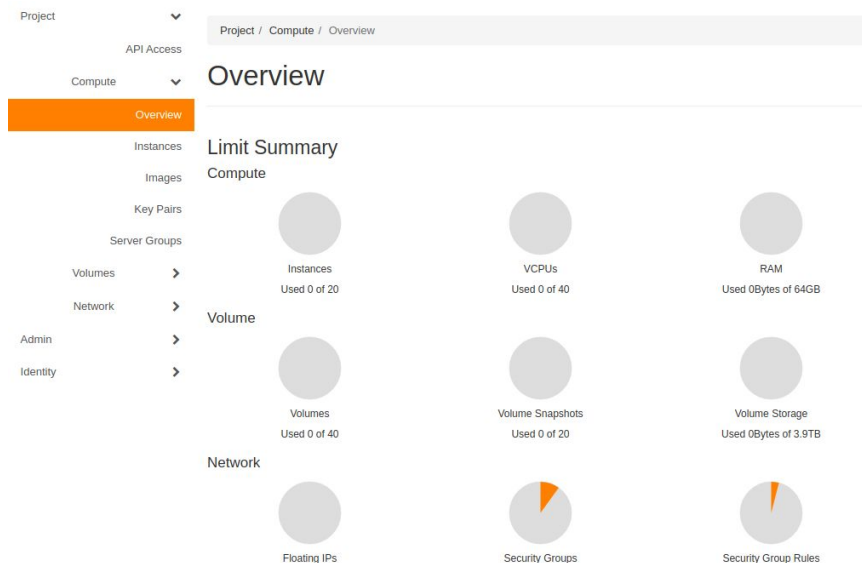 Project
API Access
Compute
Overview
Instances
Images
Key Pairs
Server Groups
Volumes
Network
Admin
Identity
Project / Compute / Overview
Overview
Limit Summary
Compute
Instances
Used 0 of 20
VCPUs
Used 0 of 40
RAM
Used 0Bytes of 64GB
Volume
Volumes
Used 0 of 40
Volume Snapshots
Used 0 of 20
Volume Storage
Used 0Bytes of 3.9TB
Network
Floating IPs
Security Groups
Security Group Rules